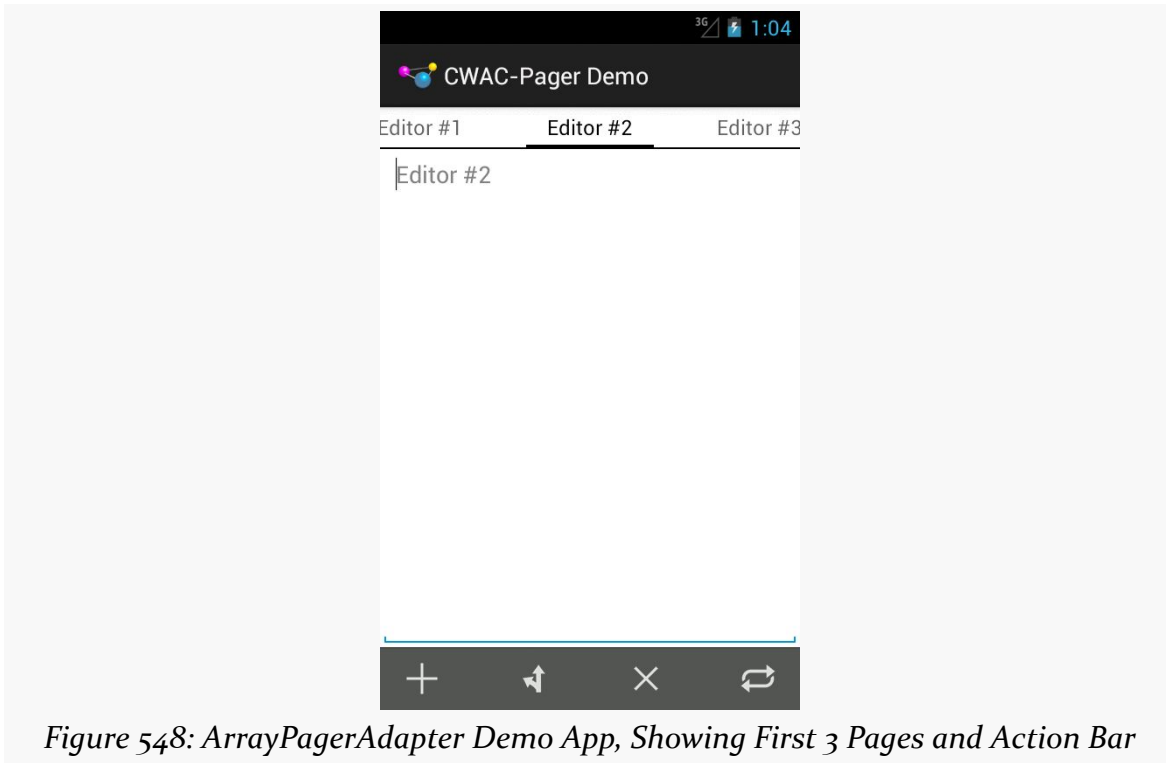 3G 1:04
CWAC-Pager Demo
Editor #1 Editor #2 Editor #3
Editor #2
Figure 548: ArrayPagerAdapter Demo App, Showing First 3 Pages and Action Bar